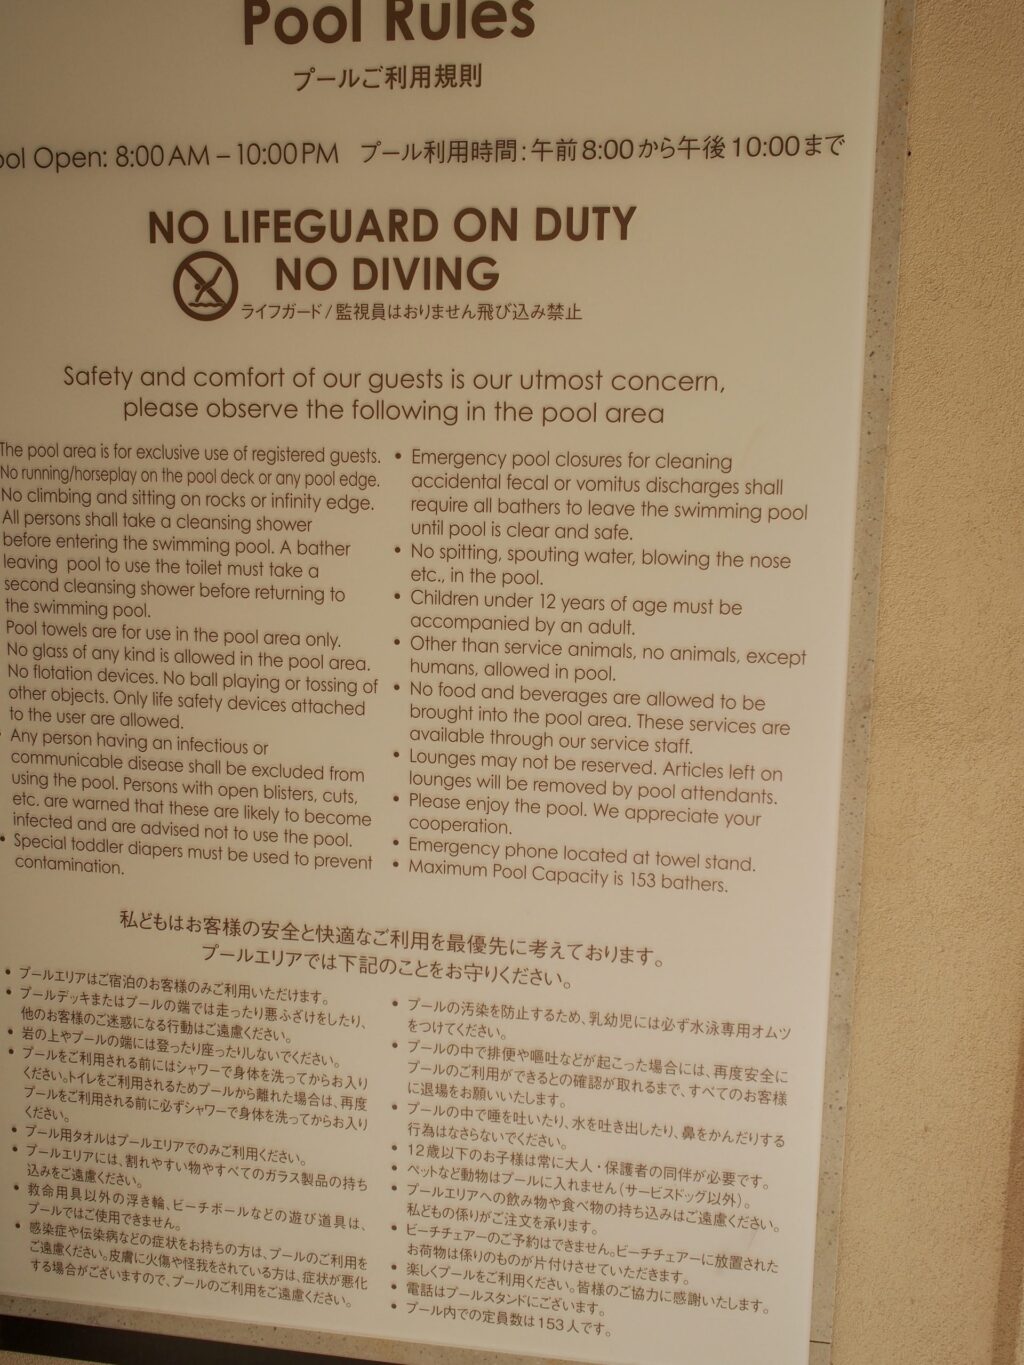 Pool Rules
プールご利用規則
ool Open: 8:00AM – 10:00PM プール利用時間:午前8:00から午後10:00まで
NO LIFEGUARD ON DUTY
NO DIVING
ライフガード/監視員はおりません飛び込み禁止
Safety and comfort of our guests is our utmost concern,
please observe the following in the pool area
The pool area is for exclusive use of registered guests.
No running/horseplay on the pool deck or any pool edge.
No climbing and sitting on rocks or infinity edge.
All persons shall take a cleansing shower
before entering the swimming pool. A bather
leaving pool to use the toilet must take a
second cleansing shower before returning to
the swimming pool.
Pool towels are for use in the pool area only.
No glass of any kind is allowed in the pool area.
No flotation devices. No ball playing or tossing of
other objects. Only life safety devices attached
to the user are allowed.
• Any person having an infectious or
communicable disease shall be excluded from
using the pool. Persons with open blisters, cuts,
etc. are warned that these are likely to become
infected and are advised not to use the pool.
• Special toddler diapers must be used to prevent
contamination.
• Emergency pool closures for cleaning
accidental fecal or vomitus discharges shall
require all bathers to leave the swimming pool
until pool is clear and safe.
• No spitting, spouting water, blowing the nose
etc., in the pool.
• Children under 12 years of age must be
accompanied by an adult.
• Other than service animals, no animals, except
humans, allowed in pool.
• No food and beverages are allowed to be
brought into the pool area. These services are
available through our service staff.
• Lounges may not be reserved. Articles left on
lounges will be removed by pool attendants.
• Please enjoy the pool. We appreciate your
cooperation.
• Emergency phone located at towel stand.
• Maximum Pool Capacity is 153 bathers.
私どもはお客様の安全と快適なご利用を最優先に考えております。
プールエリアでは下記のことをお守りください。
• プールエリアはご宿泊のお客様のみご利用いただけます。
• プールデッキまたはプールの端では走ったり悪ふざけをしたり、
他のお客様のご迷惑になる行動はご遠慮ください。
• 岩の上やプールの端には登ったり座ったりしないでください。
• プールをご利用される前にはシャワーで身体を洗ってからお入り
ください。トイレをご利用されるためプールから離れた場合は、再度
プールをご利用される前に必ずシャワーで身体を洗ってからお入り
ください。
• プール用タオルはプールエリアでのみご利用ください。
• プールエリアには、割れやすい物やすべてのガラス製品の持ち
込みをご遠慮ください。
• 救命用具以外の浮き輪、ビーチボールなどの遊び道具は、
プールではご使用できません。
• 感染症や伝染病などの症状をお持ちの方は、プールのご利用を
ご遠慮ください。皮膚に火傷や怪我をされている方は、症状が悪化
する場合がございますので、プールのご利用をご遠慮ください。
• プールの汚染を防止するため、乳幼児には必ず水泳専用オムツ
をつけてください。
• プールの中で排便や嘔吐などが起こった場合には、再度安全に
プールのご利用ができるとの確認が取れるまで、すべてのお客様
に退場をお願いいたします。
• プールの中で唾を吐いたり、水を吐き出したり、鼻をかんだりする
行為はなさらないでください。
• 12歳以下のお子様は常に大人・保護者の同伴が必要です。
• ペットなど動物はプールに入れません(サービスドッグ以外)。
• プールエリアへの飲み物や食べ物の持ち込みはご遠慮ください。
私どもの係りがご注文を承ります。
• ビーチチェアーのご予約はできません。ビーチチェアーに放置された
お荷物は係りのものが片付けさせていただきます。
• 楽しくプールをご利用ください。皆様のご協力に感謝いたします。
• 電話はプールスタンドにございます。
• プール内での定員数は153人です。